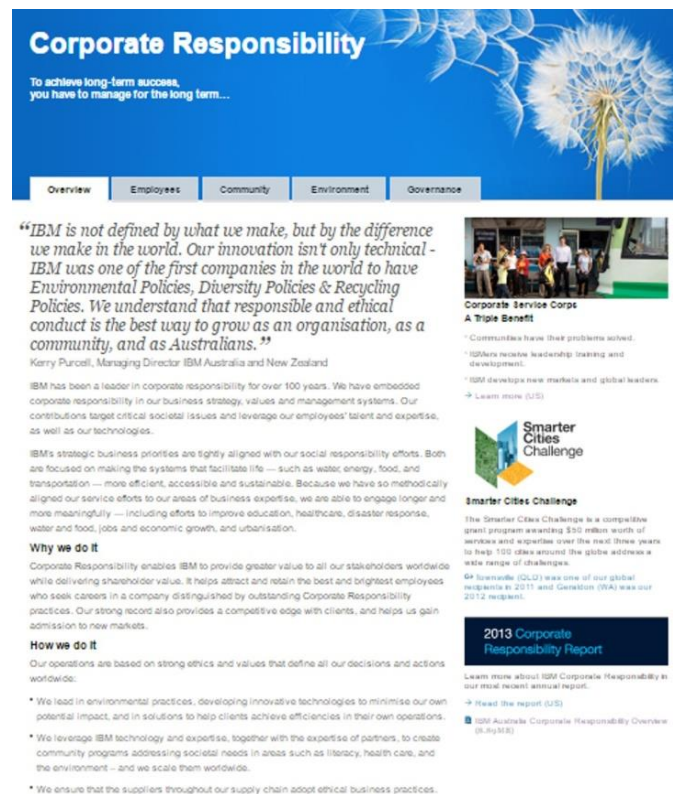 Corporate Responsibility
To achieve long-term success,
you have to manage for the long term...
Overview
Employees
Community
Environment
Governance
“IBM is not defined by what we make, but by the difference
we make in the world. Our innovation isn't only technical -
IBM was one of the first companies in the world to have
Environmental Policies, Diversity Policies & Recycling
Policies. We understand that responsible and ethical
conduct is the best way to grow as an organisation, as a
community, and as Australians.”
Kerry Purcell, Managing Director IBM Australia and New Zealand
IBM has been a leader in corporate responsibility for over 100 years. We have embedded
corporate responsibility in our business strategy, values and management systems. Our
contributions target critical societal issues and leverage our employees' talent and expertise,
as well as our technologies.
IBM's strategic business priorities are tightly aligned with our social responsibility efforts. Both
are focused on making the systems that facilitate life — such as water, energy, food, and
transportation — more efficient, accessible and sustainable. Because we have so methodically
aligned our service efforts to our areas of business expertise, we are able to engage longer and
more meaningfully — including efforts to improve education, healthcare, disaster response,
water and food, jobs and economic growth, and urbanisation.
Why we do it
Corporate Responsibility enables IBM to provide greater value to all our stakeholders worldwide
while delivering shareholder value. It helps attract and retain the best and brightest employees
who seek careers in a company distinguished by outstanding Corporate Responsibility
practices. Our strong record also provides a competitive edge with clients, and helps us gain
admission to new markets.
How we do it
Our operations are based on strong ethics and values that define all our decisions and actions
worldwide:
• We lead in environmental practices, developing innovative technologies to minimise our own
potential impact, and in solutions to help clients achieve efficiencies in their own operations.
• We leverage IBM technology and expertise, together with the expertise of partners, to create
community programs addressing societal needs in areas such as literacy, health care, and
the environment – and we scale them worldwide.
• We ensure that the suppliers throughout our supply chain adopt ethical business practices.
Corporate Service Corps
A Triple Benefit
• Communities have their problems solved.
• IBMers receive leadership training and
development.
• IBM develops new markets and global leaders.
→ Learn more (US)
Smarter
Cities
Challenge
Smarter Cities Challenge
The Smarter Cities Challenge is a competitive
grant program awarding $50 million worth of
services and expertise over the next three years
to help 100 cities around the globe address a
wide range of challenges.
Townsville (QLD) was one of our global
recipients in 2011 and Geraldton (WA) was our
2012 recipient.
2013 Corporate
Responsibility Report
Learn more about IBM Corporate Responsibility in
our most recent annual report.
→ Read the report (US)
IBM Australia Corporate Responsibility Overview